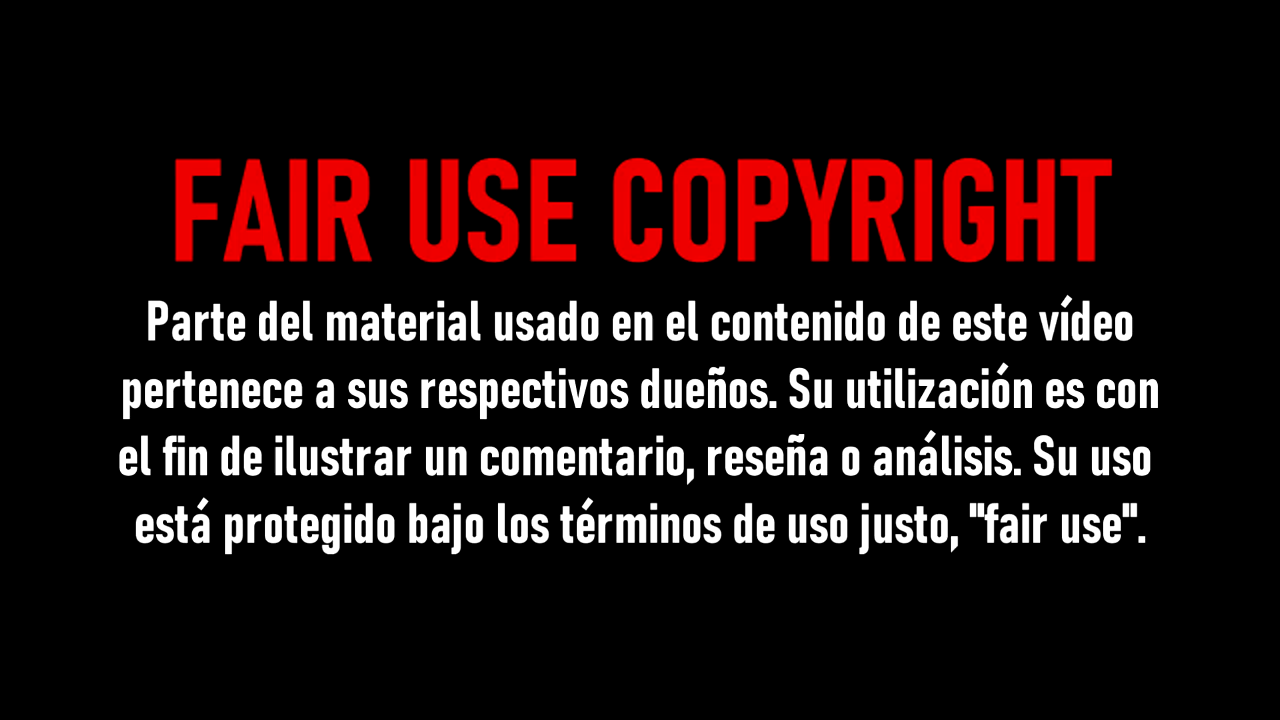 FAIR USE COPYRIGHT
Parte del material usado en el contenido de este vídeo
pertenece a sus respectivos dueños. Su utilización es con
el fin de ilustrar un comentario, reseña o análisis. Su uso
está protegido bajo los términos de uso justo, "fair use".